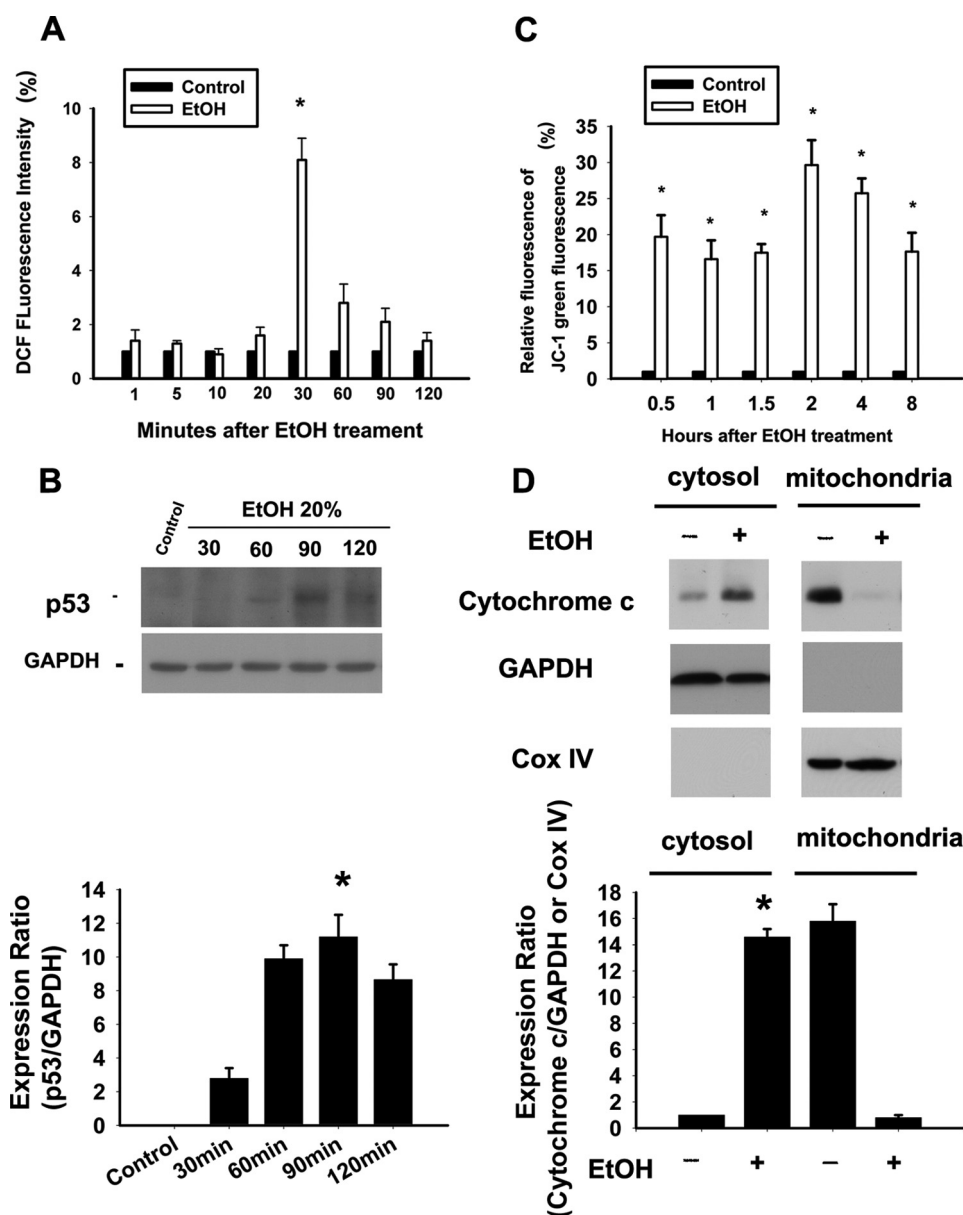 A
Control
EtOH
DCF FLuorescence Intensity (%)
10
8
6
4
2
0
*
1 5 10 20 30 60 90 120
Minutes after EtOH treament
C
Control
EtOH
Relative fluorescence of
JC-1 green fluorescence
(%)
35
30
25
20
15
10
5
0
* * * * * *
0.5 1 1.5 2 4 8
Hours after EtOH treatment
B
EtOH 20%
Control 30 60 90 120
p53 -
GAPDH -
Expression Ratio
(p53/GAPDH)
14
12
10
8
6
4
2
0
*
Control 30min 60min 90min 120min
D
cytosol mitochondria
EtOH − + − +
Cytochrome c
GAPDH
Cox IV
cytosol mitochondria
Expression Ratio
(Cytochrome c/GAPDH or Cox IV)
18
16
14
12
10
8
6
4
2
0
*
EtOH − + − +